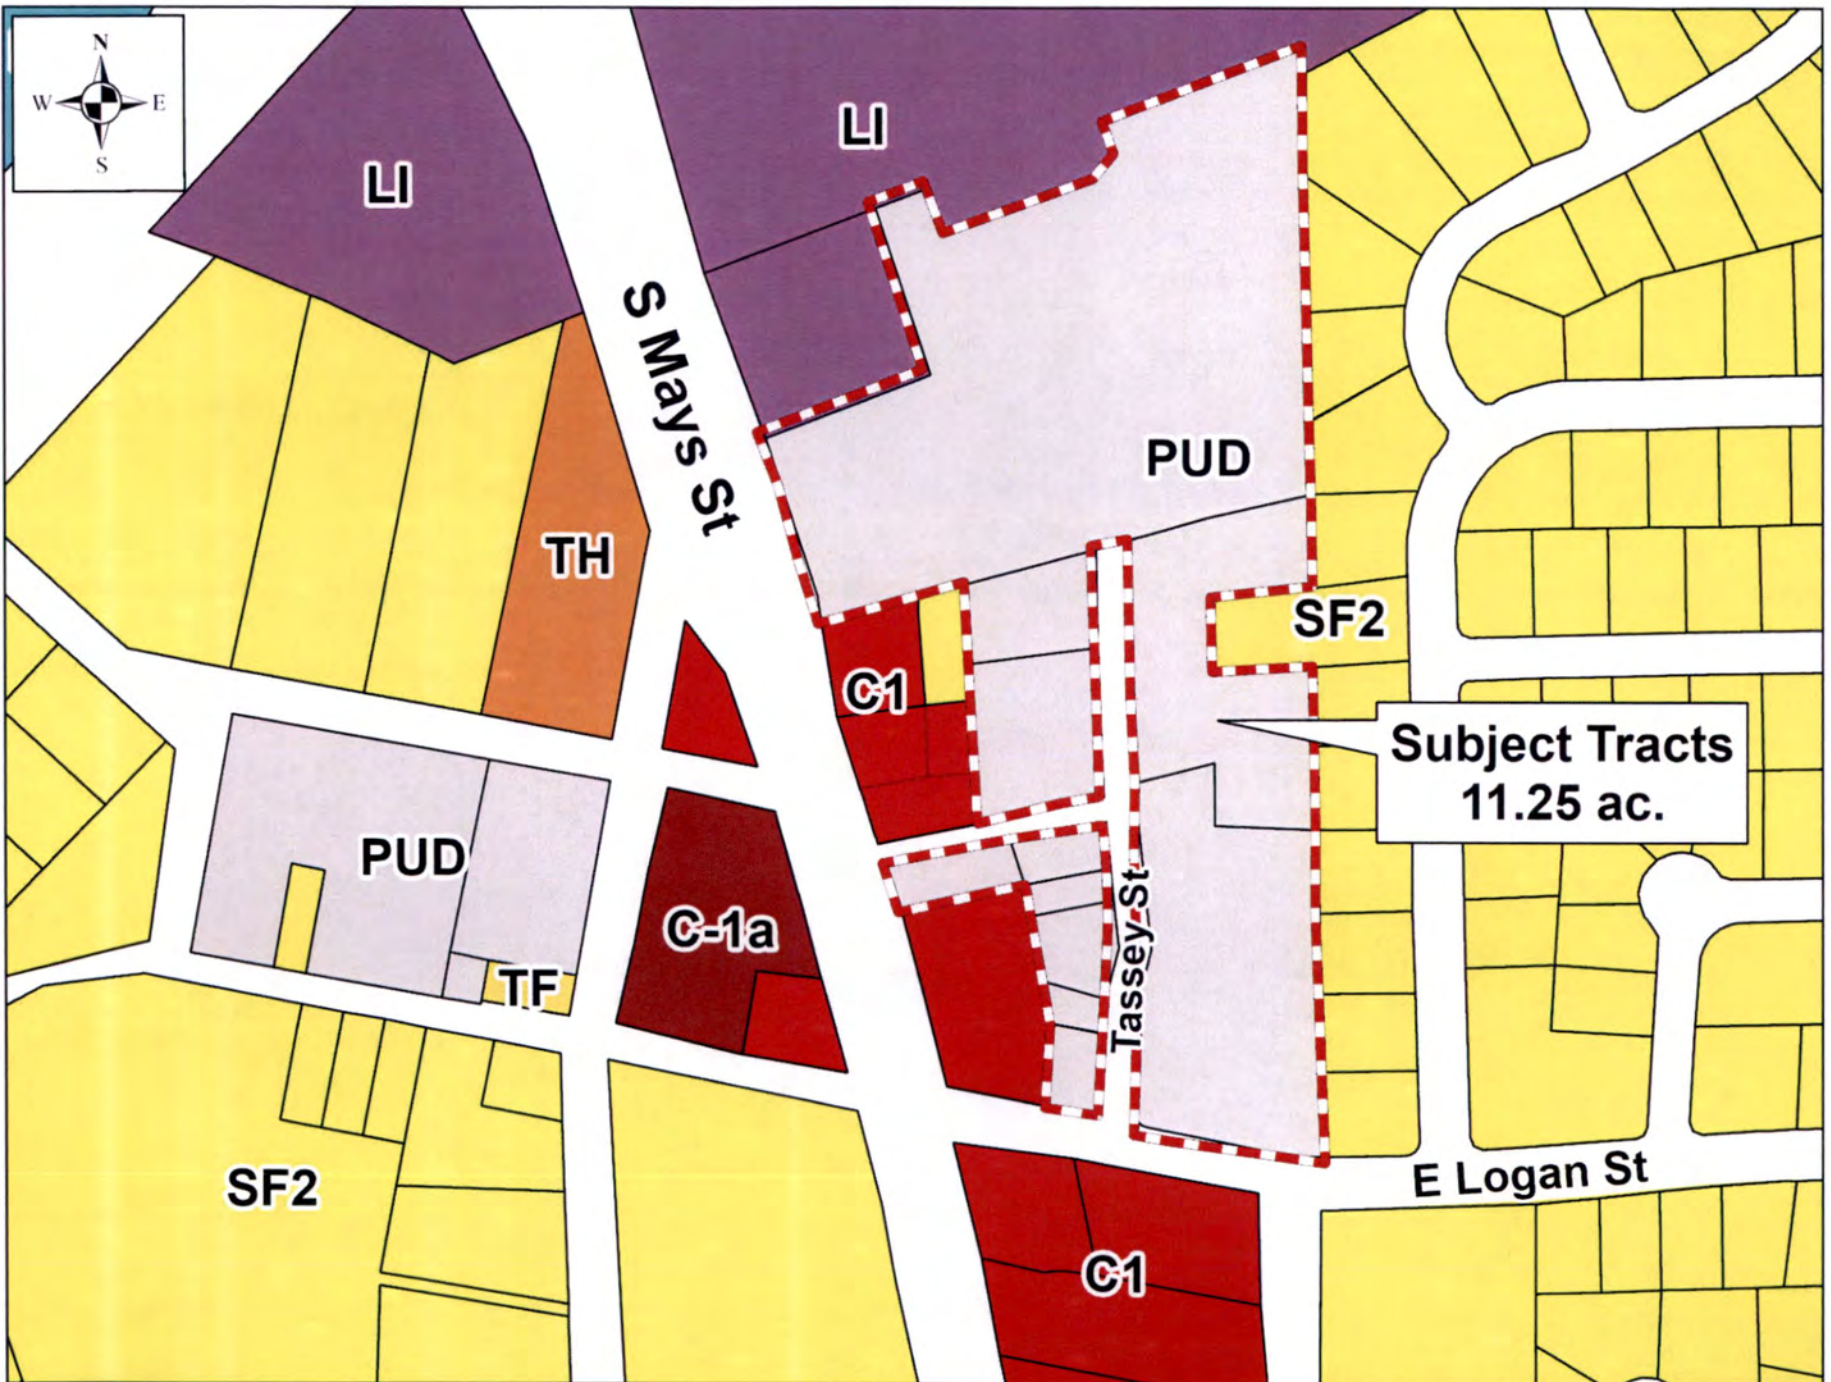 N
W E
S
LI
LI
S Mays St
PUD
TH
SF2
C1
Subject Tracts
11.25 ac.
PUD
C-1a
TF
Tassey St
SF2
E Logan St
C1